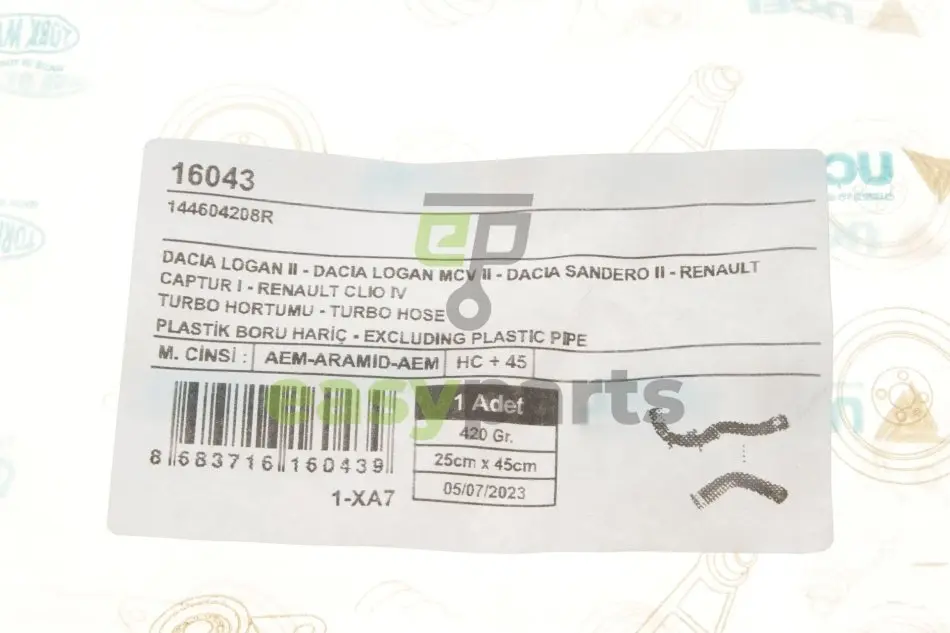 16043
144604208R
DACIA LOGAN II - DACIA LOGAN MCV II - DACIA SANDERO II - RENAULT
CAPTUR I - RENAULT CLIO IV
TURBO HORTUMU - TURBO HOSE
PLASTİK BORU HARİÇ - EXCLUDING PLASTIC PIPE
M. CİNSİ : AEM-ARAMID-AEM HC + 45
easyparts
1 Adet
420 Gr.
25cm x 45cm
05/07/2023
8 683716 160439
1-XA7
ep
UCEL